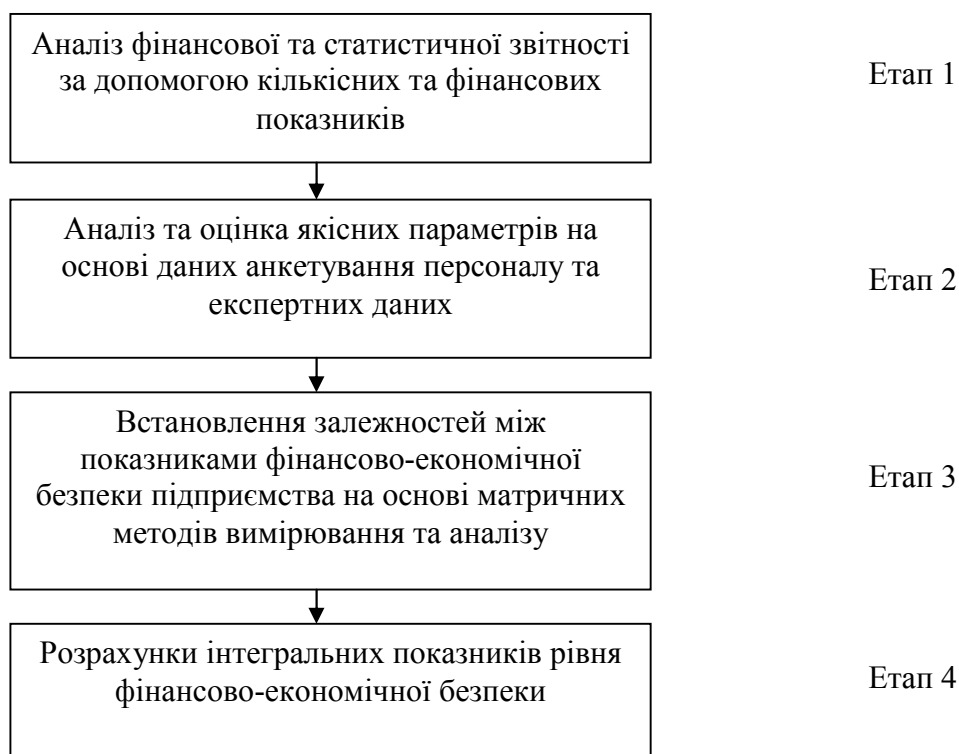 Аналіз фінансової та статистичної звітності
за допомогою кількісних та фінансових
показників
Етап 1
Аналіз та оцінка якісних параметрів на
основі даних анкетування персоналу та
експертних даних
Етап 2
Встановлення залежностей між
показниками фінансово-економічної
безпеки підприємства на основі матричних
методів вимірювання та аналізу
Етап 3
Розрахунки інтегральних показників рівня
фінансово-економічної безпеки
Етап 4